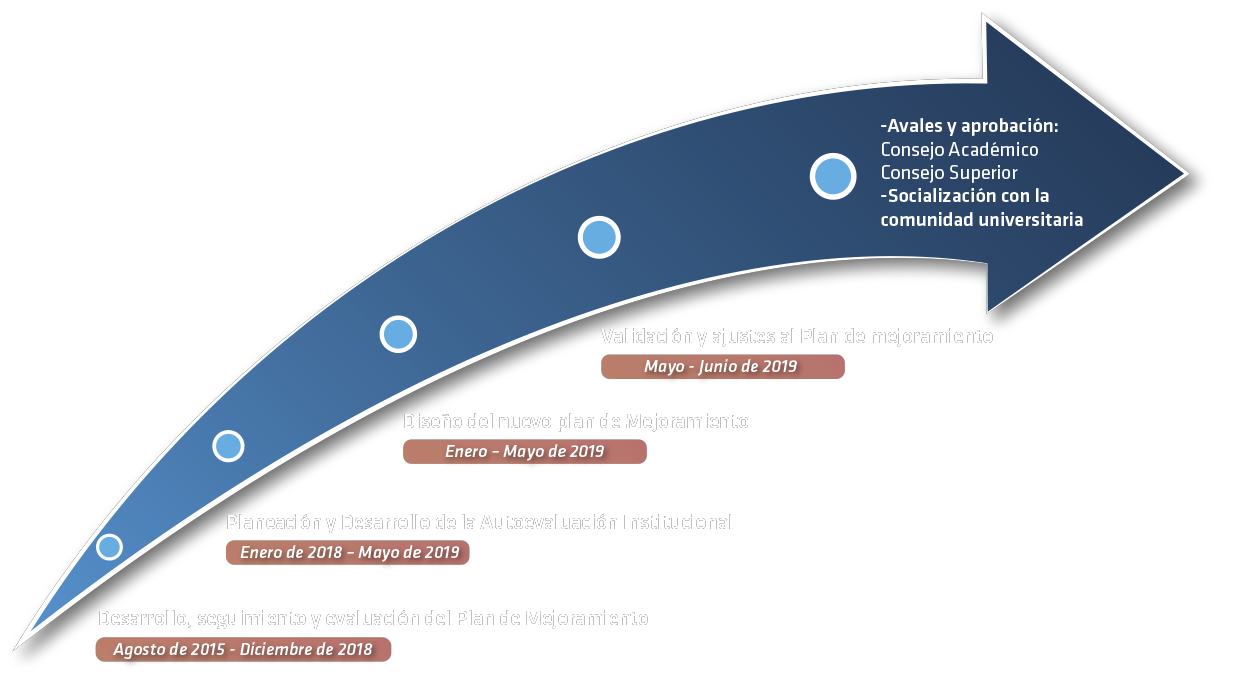 -Avales y aprobación:
Consejo Académico
Consejo Superior
-Socialización con la
comunidad universitaria
Validación y ajustes al Plan de mejoramiento
Mayo - Junio de 2019
Diseño del nuevo plan de Mejoramiento
Enero – Mayo de 2019
Planeación y Desarrollo de la Autoevaluación Institucional
Enero de 2018 – Mayo de 2019
Desarrollo, seguimiento y evaluación del Plan de Mejoramiento
Agosto de 2015 - Diciembre de 2018